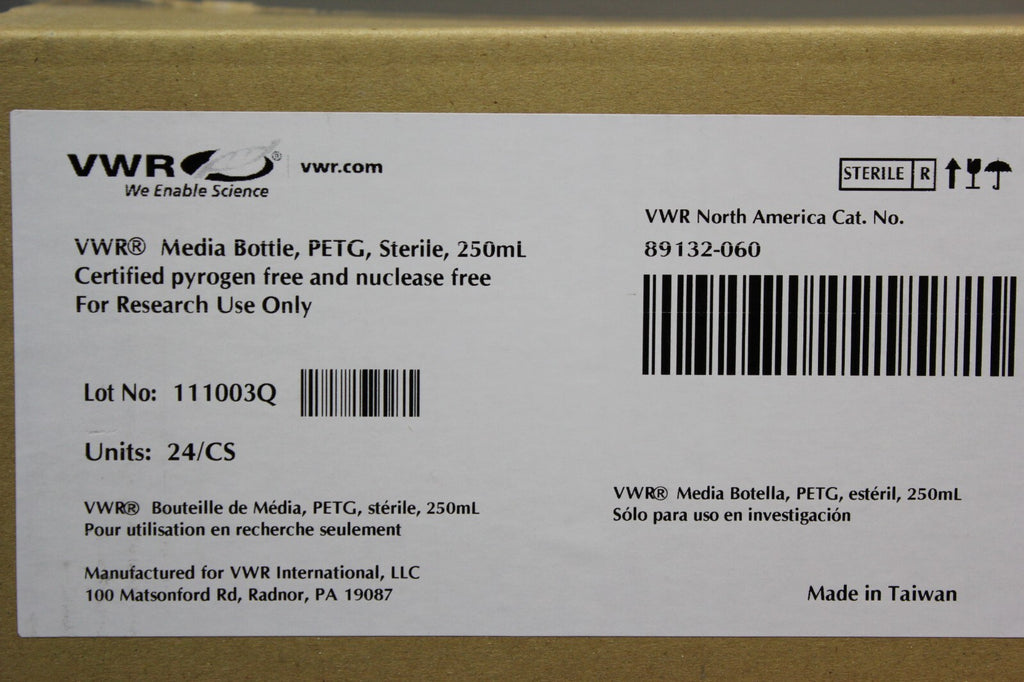 VWR® vwr.com
We Enable Science
STERILE R
VWR® Media Bottle, PETG, Sterile, 250mL
Certified pyrogen free and nuclease free
For Research Use Only
VWR North America Cat. No.
89132-060
Lot No: 111003Q
Units: 24/CS
VWR® Bouteille de Média, PETG, stérile, 250mL
Pour utilisation en recherche seulement
VWR® Media Botella, PETG, estéril, 250mL
Sólo para uso en investigación
Manufactured for VWR International, LLC
100 Matsonford Rd, Radnor, PA 19087
Made in Taiwan